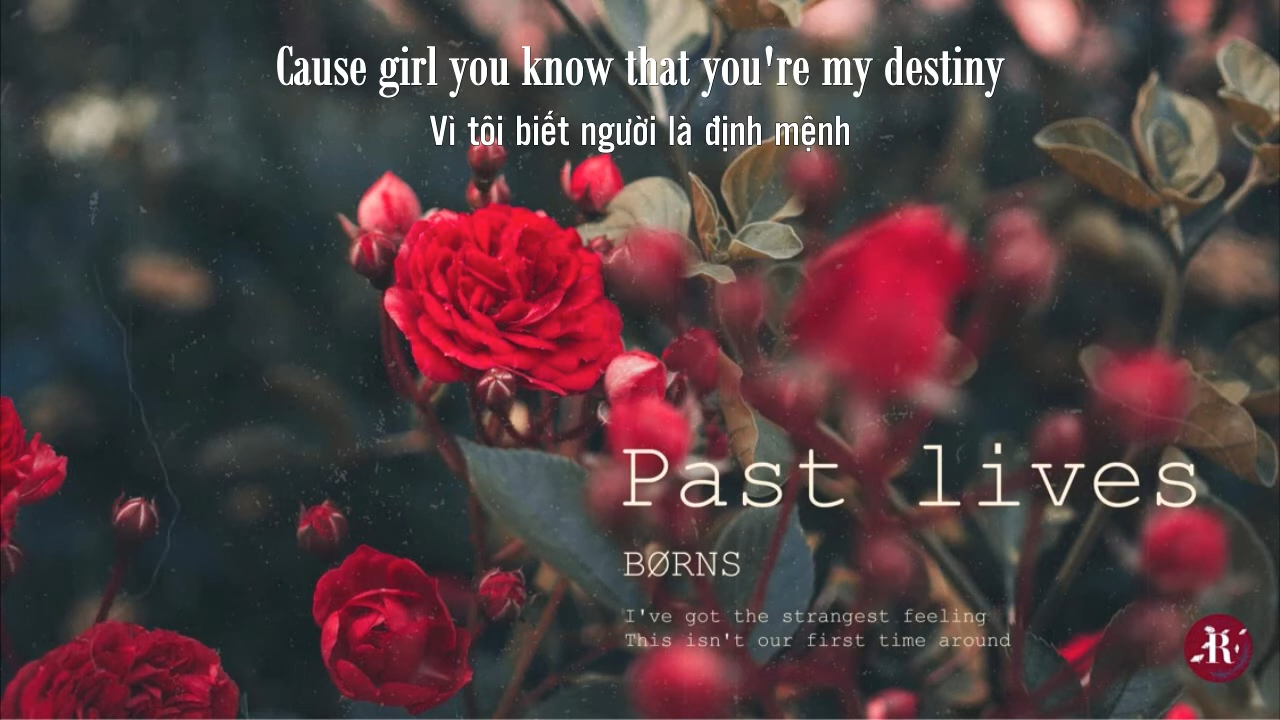 Cause girl you know that you're my destiny
Vì tôi biết người là định mệnh
Past lives
BØRNS
I've got the strangest feeling
This isn't our first time around
R